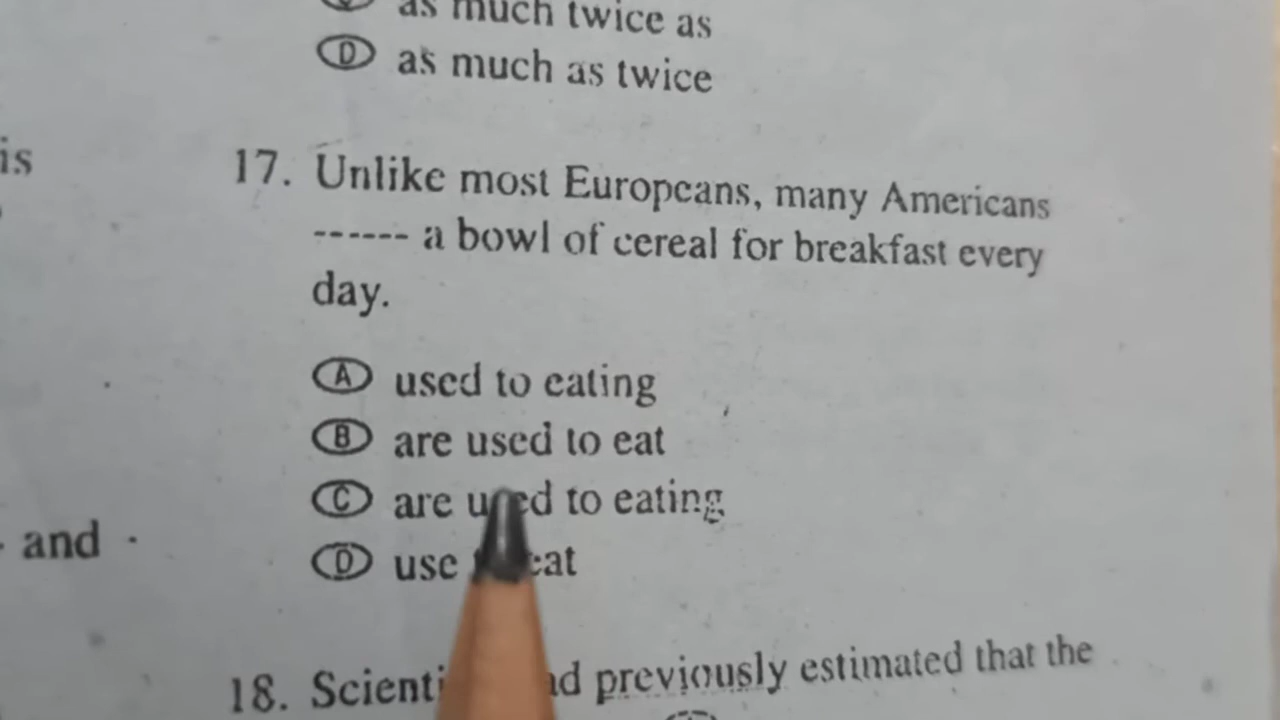 as much twice as
D as much as twice
is
17. Unlike most Europeans, many Americans
------ a bowl of cereal for breakfast every
day.
A used to eating
B are used to eat
C are used to eating
and ·
D use eat
18. previously estimated that the